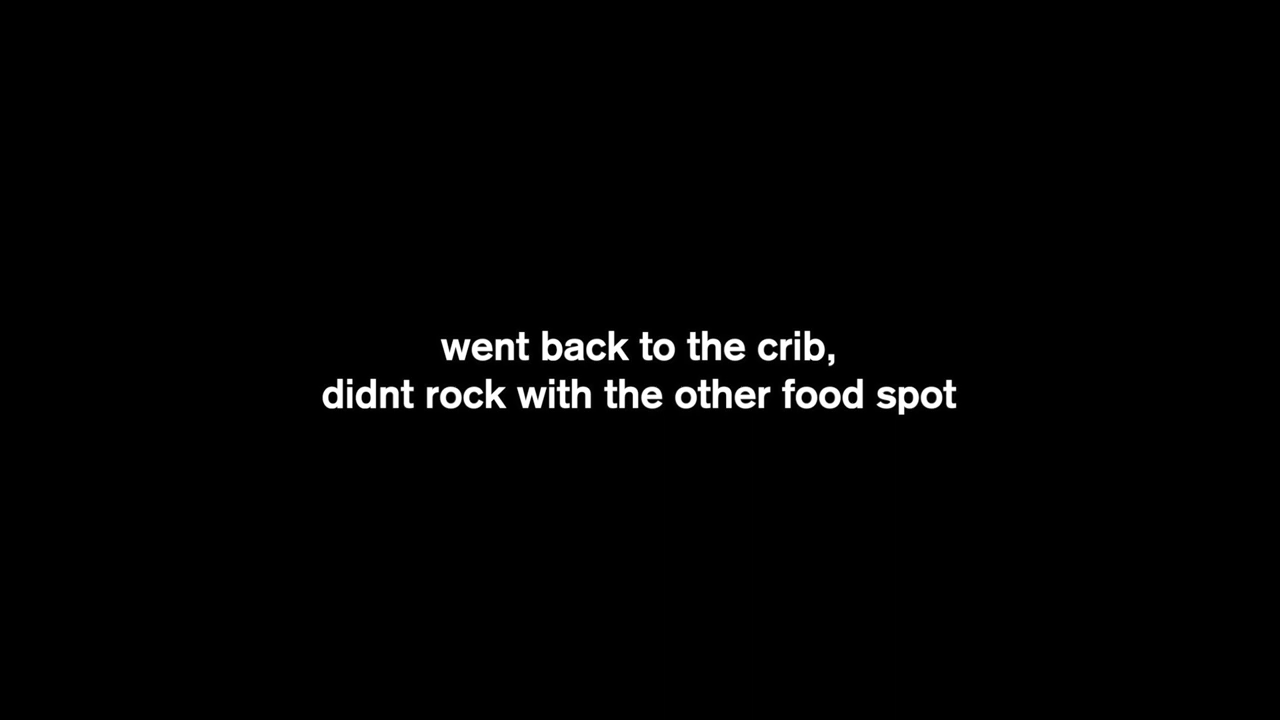 went back to the crib,
didnt rock with the other food spot